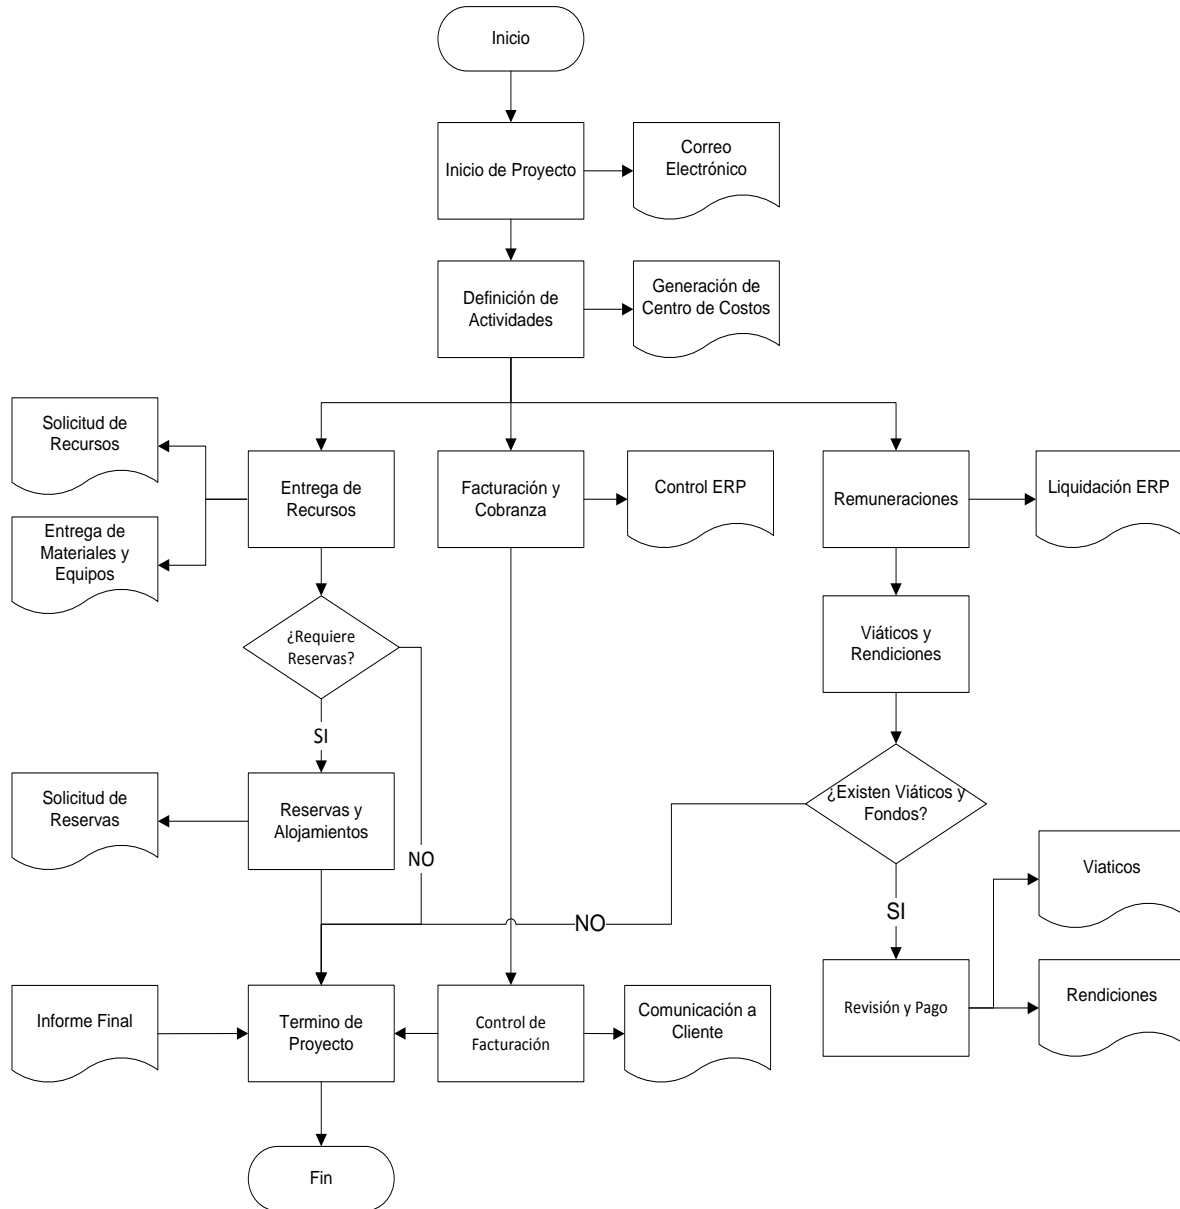 Inicio
Inicio de Proyecto
Correo
Electrónico
Definición de
Actividades
Generación de
Centro de Costos
Solicitud de
Recursos
Entrega de
Materiales y
Equipos
Entrega de
Recursos
Facturación y
Cobranza
Control ERP
Remuneraciones
Liquidación ERP
¿Requiere
Reservas?
Viáticos y
Rendiciones
SI
Solicitud de
Reservas
Reservas y
Alojamientos
NO
¿Existen Viáticos y
Fondos?
NO
SI
Viaticos
Informe Final
Termino de
Proyecto
Control de
Facturación
Comunicación a
Cliente
Revisión y Pago
Rendiciones
Fin